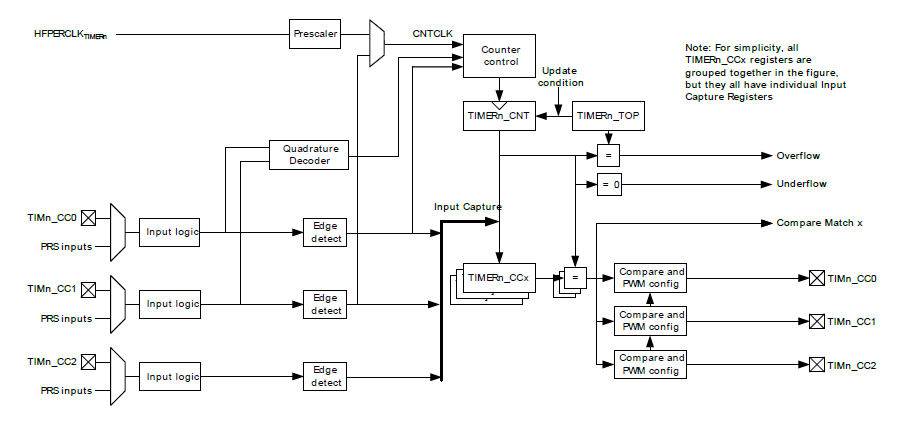 HFPERCLKTIMERn
Prescaler
CNTCLK
Counter
control
Note: For simplicity, all
TIMERn_CCx registers are
grouped together in the figure,
but they all have individual Input
Capture Registers
Update
condition
TIMERn_CNT
TIMERn_TOP
Quadrature
Decoder
=
Overflow
= 0
Underflow
Input Capture
TIMn_CC0
PRS inputs
Input logic
Edge
detect
Compare Match x
TIMERn_CCx
=
Compare and
PWM config
TIMn_CC0
TIMn_CC1
PRS inputs
Input logic
Edge
detect
Compare and
PWM config
TIMn_CC1
TIMn_CC2
PRS inputs
Input logic
Edge
detect
Compare and
PWM config
TIMn_CC2